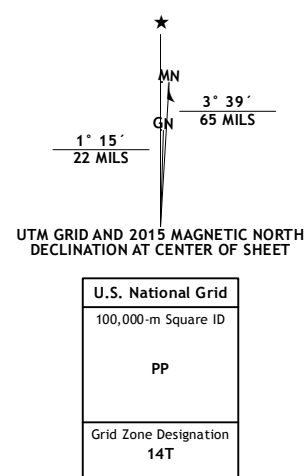 ★
MN
3° 39´
65 MILS
GN
1° 15´
22 MILS
UTM GRID AND 2015 MAGNETIC NORTH
DECLINATION AT CENTER OF SHEET
U.S. National Grid
100,000-m Square ID
PP
Grid Zone Designation
14T